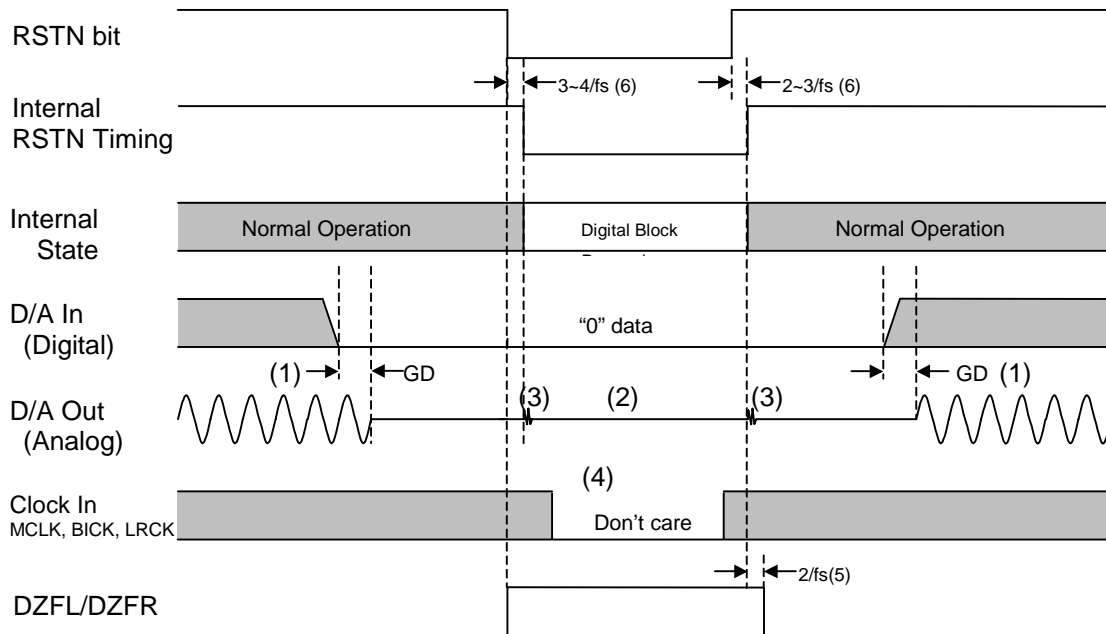 RSTN bit
3~4/fs (6)
2~3/fs (6)
Internal
RSTN Timing
Internal
State
Normal Operation
Digital Block
Normal Operation
D/A In
(Digital)
“0” data
(1)
GD
GD
(1)
D/A Out
(Analog)
(3)
(2)
(3)
(4)
Clock In
MCLK, BICK, LRCK
Don’t care
2/fs(5)
DZFL/DZFR